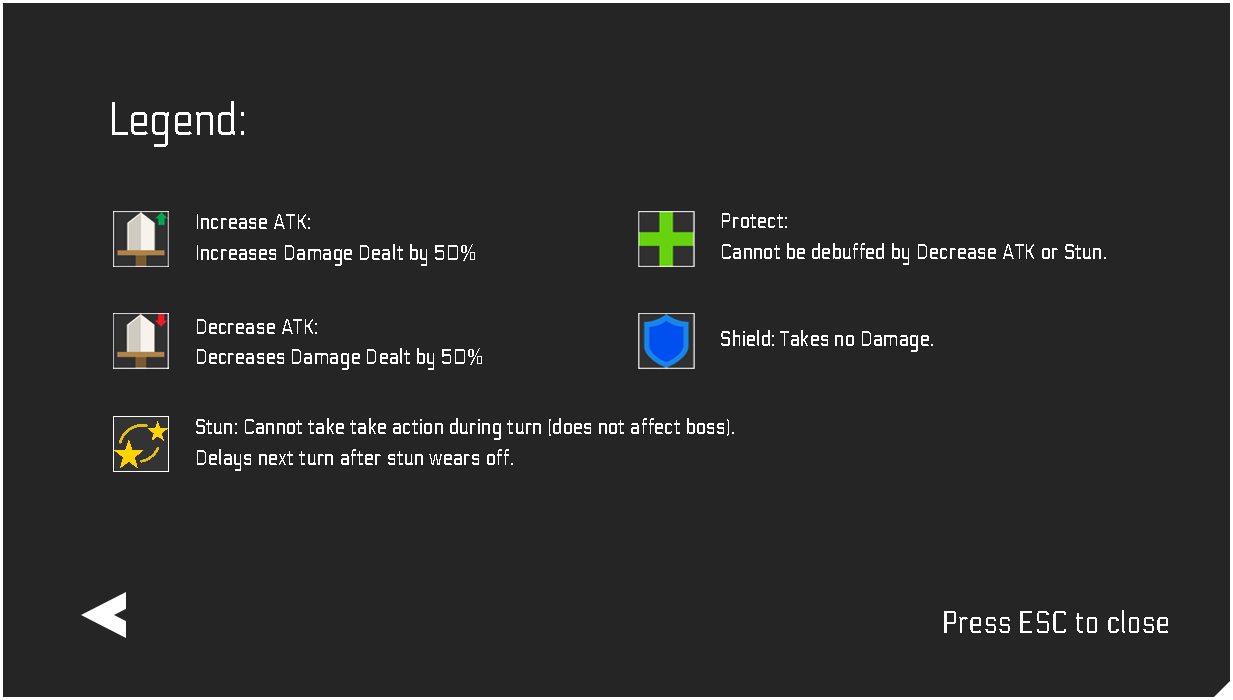 Legend:
Increase ATK:
Increases Damage Dealt by 50%
Protect:
Cannot be debuffed by Decrease ATK or Stun.
Decrease ATK:
Decreases Damage Dealt by 50%
Shield: Takes no Damage.
Stun: Cannot take take action during turn (does not affect boss).
Delays next turn after stun wears off.
Press ESC to close